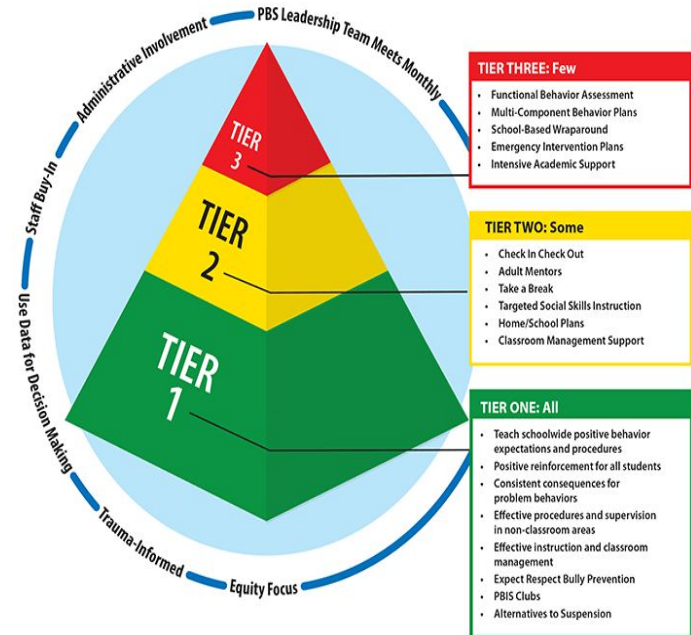 PBS Leadership Team Meets Monthly
Administrative Involvement
Staff Buy-In
Use Data for Decision Making
Trauma-Informed
Equity Focus
TIER
3
TIER
2
TIER
1
TIER THREE: Few
• Functional Behavior Assessment
• Multi-Component Behavior Plans
• School-Based Wraparound
• Emergency Intervention Plans
• Intensive Academic Support
TIER TWO: Some
• Check In Check Out
• Adult Mentors
• Take a Break
• Targeted Social Skills Instruction
• Home/School Plans
• Classroom Management Support
TIER ONE: All
• Teach schoolwide positive behavior
expectations and procedures
• Positive reinforcement for all students
• Consistent consequences for
problem behaviors
• Effective procedures and supervision
in non-classroom areas
• Effective instruction and classroom
management
• Expect Respect Bully Prevention
• PBIS Clubs
• Alternatives to Suspension